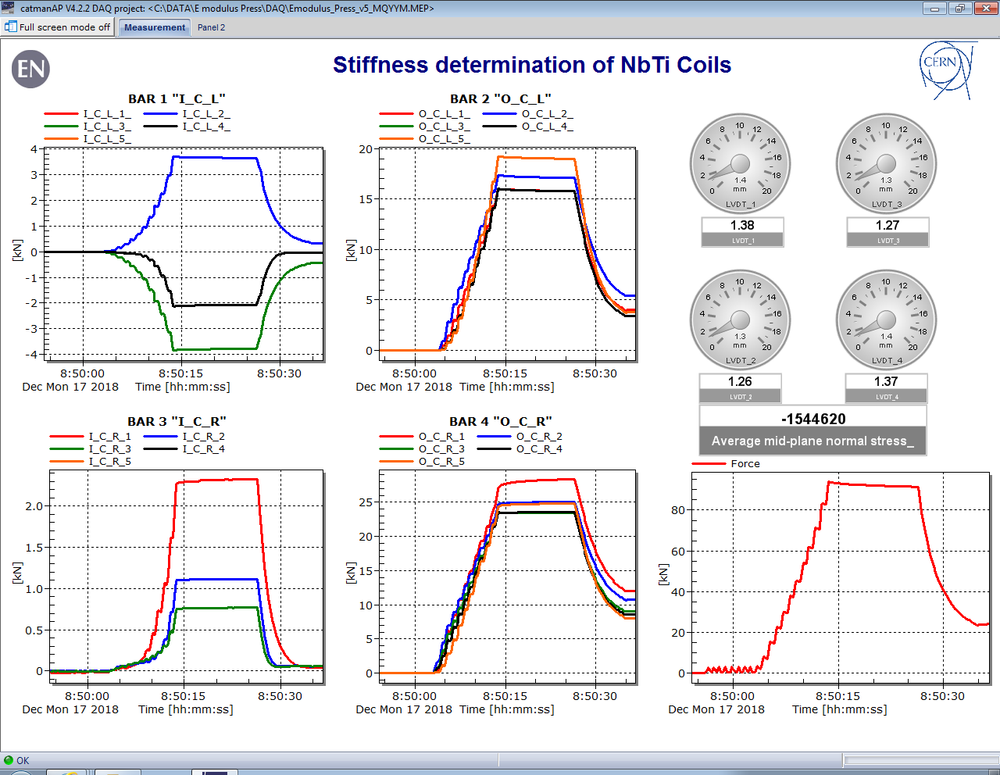 catmanAP V4.2.2 DAQ project: <C:\DATA\E modulus Press\DAQ\Emodulus_Press_v5_MQYYM.MEP>
Full screen mode off Measurement Panel 2
EN
Stiffness determination of NbTi Coils
CERN
BAR 1 "I_C_L"
I_C_L_1_ I_C_L_2_
I_C_L_3_ I_C_L_4_
I_C_L_5_
4
3
2
1
0
-1
-2
-3
-4
[kN]
8:50:00 8:50:15 8:50:30
Dec Mon 17 2018 Time [hh:mm:ss]
BAR 2 "O_C_L"
O_C_L_1_ O_C_L_2_
O_C_L_3_ O_C_L_4_
O_C_L_5_
20
15
10
5
0
[kN]
8:50:00 8:50:15 8:50:30
Dec Mon 17 2018 Time [hh:mm:ss]
0 2 4 6 8 10 12 14 16 18 20
1.4
mm
LVDT_1
1.38
LVDT_1
0 2 4 6 8 10 12 14 16 18 20
1.3
mm
LVDT_3
1.27
LVDT_3
0 2 4 6 8 10 12 14 16 18 20
1.3
mm
LVDT_2
1.26
LVDT_2
0 2 4 6 8 10 12 14 16 18 20
1.4
mm
LVDT_4
1.37
LVDT_4
-1544620
Average mid-plane normal stress_
BAR 3 "I_C_R"
I_C_R_1 I_C_R_2
I_C_R_3 I_C_R_4
I_C_R_5
2.0
1.5
1.0
0.5
0
[kN]
8:50:00 8:50:15 8:50:30
Dec Mon 17 2018 Time [hh:mm:ss]
BAR 4 "O_C_R"
O_C_R_1 O_C_R_2
O_C_R_3 O_C_R_4
O_C_R_5
25
20
15
10
5
0
[kN]
8:50:00 8:50:15 8:50:30
Dec Mon 17 2018 Time [hh:mm:ss]
Force
80
60
40
20
0
[kN]
8:50:00 8:50:15 8:50:30
Dec Mon 17 2018 Time [hh:mm:ss]
OK